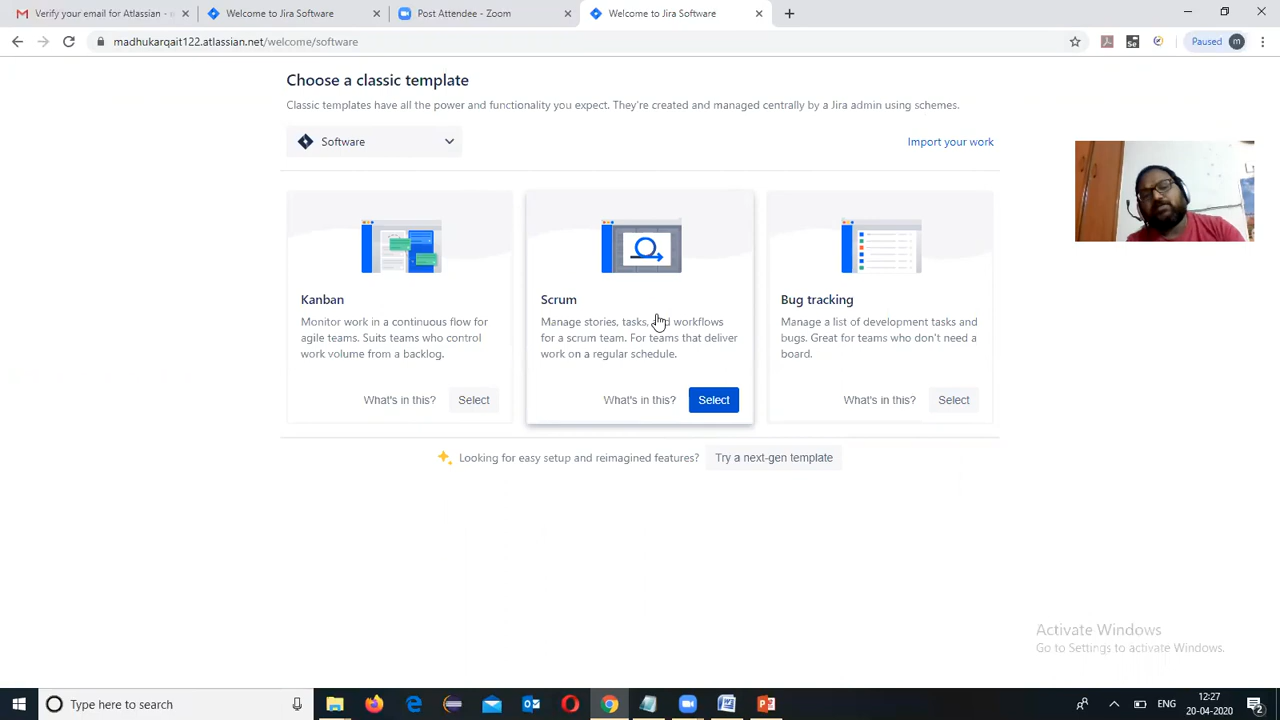 Verify your email for Atlassian -
Welcome to Jira Software
Post Attendee - Zoom
Welcome to Jira Software
madhukarqait122.atlassian.net/welcome/software
Se
Paused
m
Choose a classic template
Classic templates have all the power and functionality you expect. They're created and managed centrally by a Jira admin using schemes.
Software
Import your work
Kanban
Monitor work in a continuous flow for
agile teams. Suits teams who control
work volume from a backlog.
What's in this?
Select
Scrum
Manage stories, tasks, workflows
for a scrum team. For teams that deliver
work on a regular schedule.
What's in this?
Select
Bug tracking
Manage a list of development tasks and
bugs. Great for teams who don't need a
board.
What's in this?
Select
Looking for easy setup and reimagined features?
Try a next-gen template
Activate Windows
Go to Settings to activate Windows.
Type here to search
ENG
12:27
20-04-2020